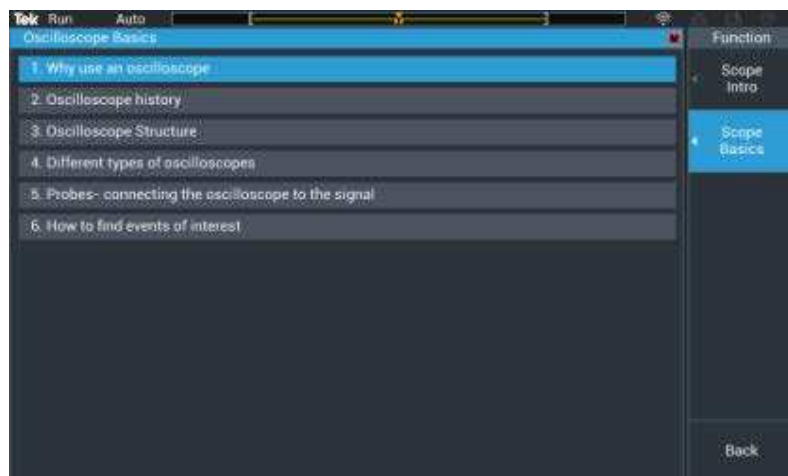 Tek Run Auto
Oscilloscope Basics
Function
1. Why use an oscilloscope
2. Oscilloscope history
3. Oscilloscope Structure
4. Different types of oscilloscopes
5. Probes- connecting the oscilloscope to the signal
6. How to find events of interest
Scope
Intro
Scope
Basics
Back